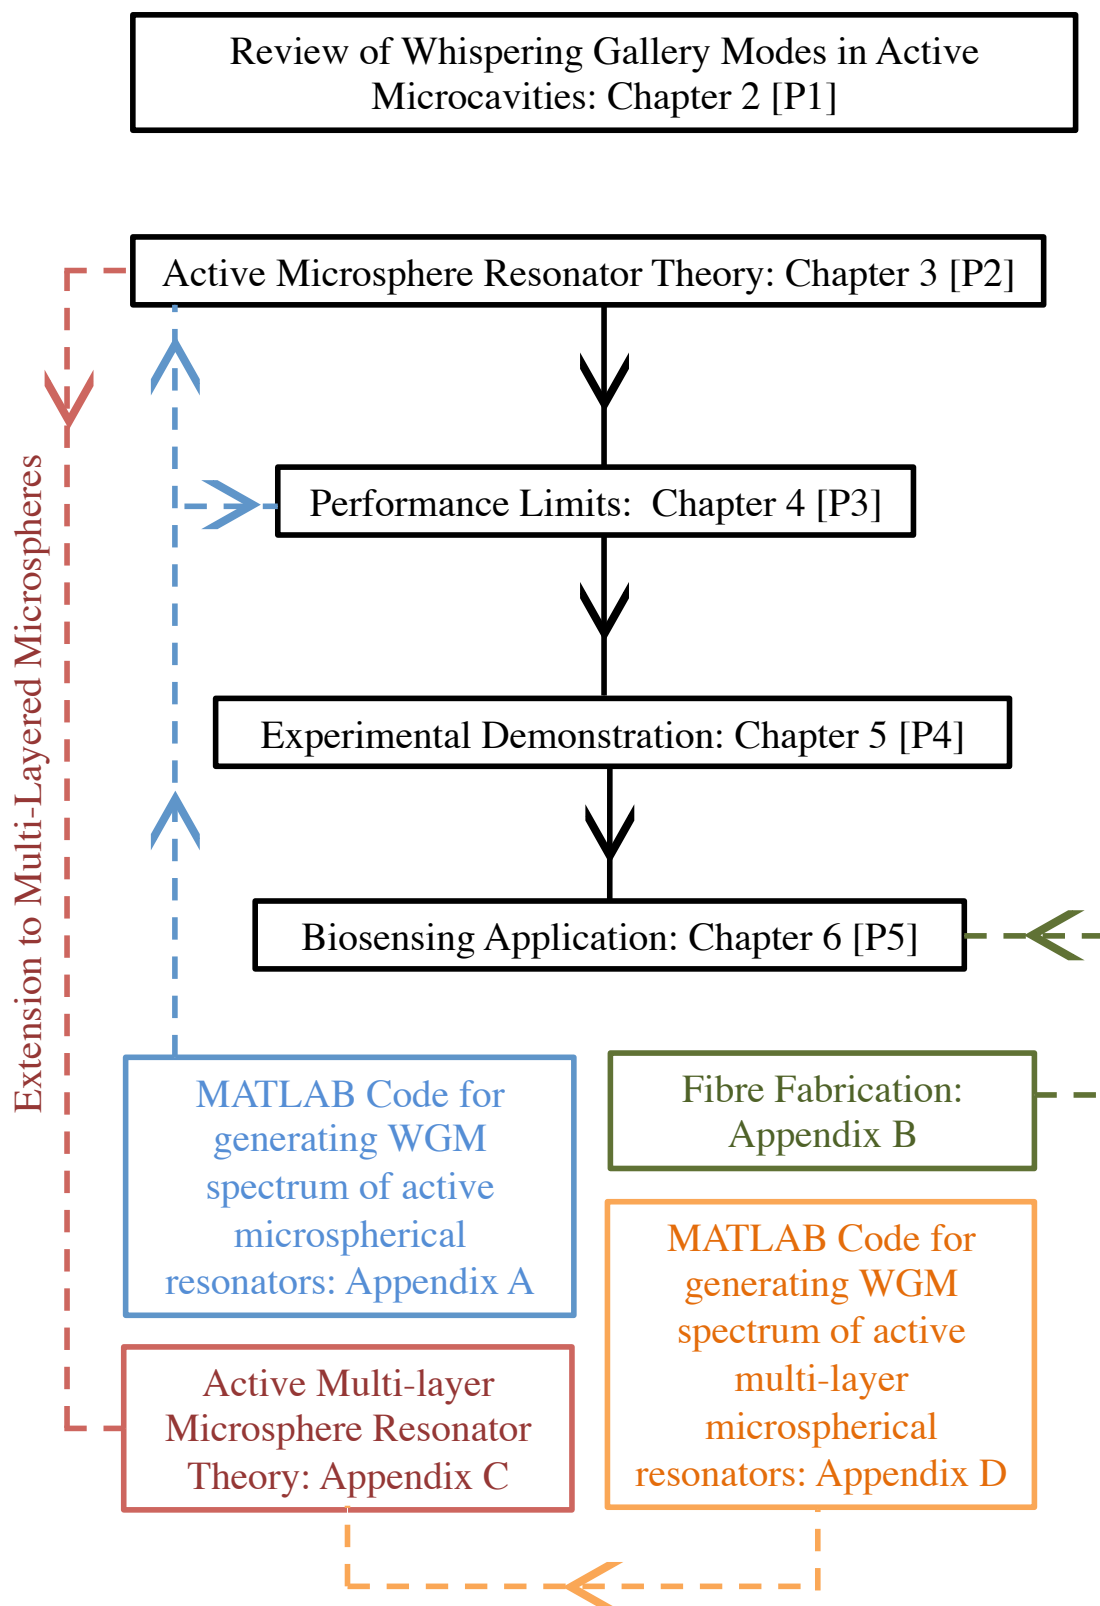 Review of Whispering Gallery Modes in Active
Microcavities: Chapter 2 [P1]
Active Microsphere Resonator Theory: Chapter 3 [P2]
Performance Limits:  Chapter 4 [P3]
Experimental Demonstration: Chapter 5 [P4]
Biosensing Application: Chapter 6 [P5]
Extension to Multi-Layered Microspheres
MATLAB Code for
generating WGM
spectrum of active
microspherical
resonators: Appendix A
Fibre Fabrication:
Appendix B
Active Multi-layer
Microsphere Resonator
Theory: Appendix C
MATLAB Code for
generating WGM
spectrum of active
multi-layer
microspherical
resonators: Appendix D